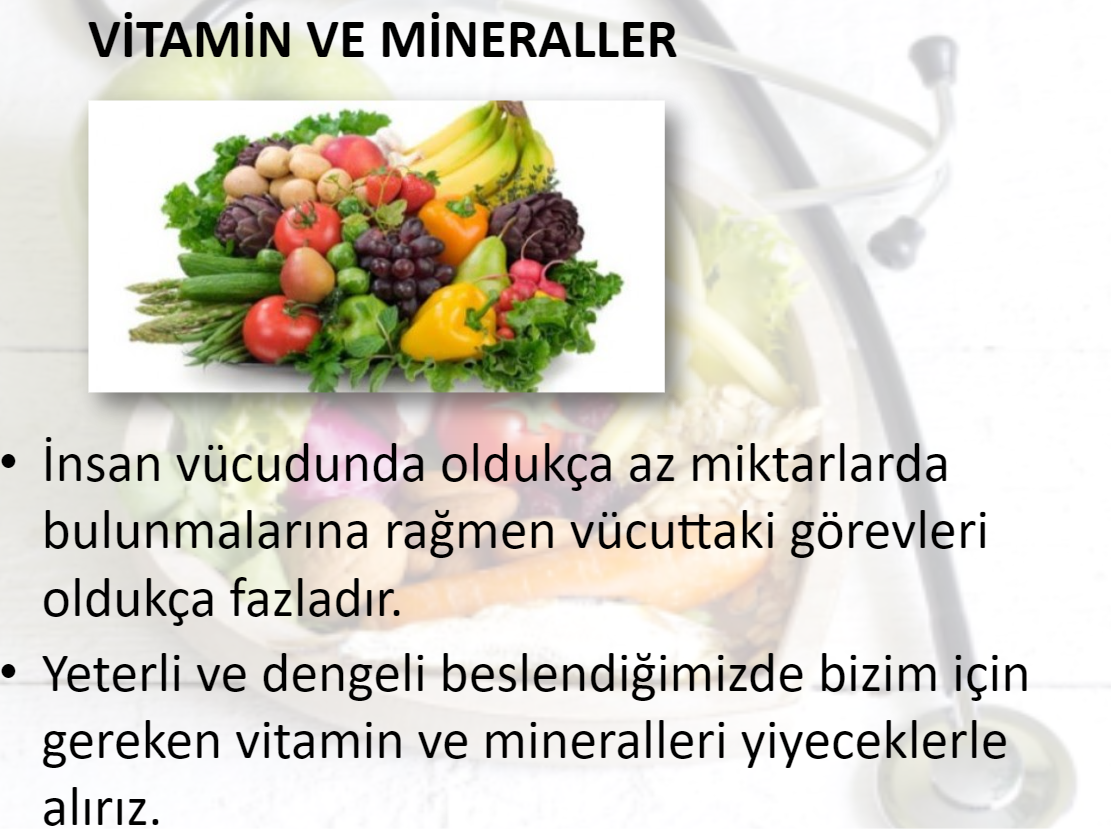 VİTAMİN VE MİNERALLER
• İnsan vücudunda oldukça az miktarlarda
bulunmalarına rağmen vücuttaki görevleri
oldukça fazladır.
• Yeterli ve dengeli beslendiğimizde bizim için
gereken vitamin ve mineralleri yiyeceklerle
alırız.